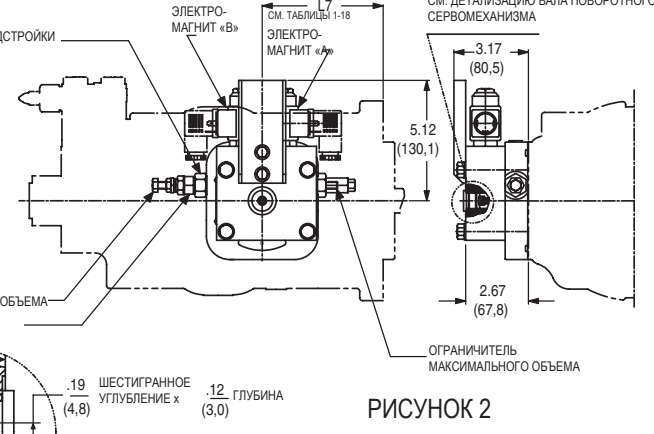 СМ. ДЕТАЛИЗАЦИЮ ВАЛА ПОВОРОТНОГО
СЕРВОМЕХАНИЗМА
L7
СМ. ТАБЛИЦЫ 1-18
ЭЛЕКТРО-
МАГНИТ «В»
ЭЛЕКТРО-
МАГНИТ «А»
ДСТРОЙКИ
3.17
(80,5)
5.12
(130,1)
ОБЪЕМА
2.67
(67,8)
ОГРАНИЧИТЕЛЬ
МАКСИМАЛЬНОГО ОБЪЕМА
.19
(4,8)
ШЕСТИГРАННОЕ
УГЛУБЛЕНИЕ х
.12
(3,0)
ГЛУБИНА
РИСУНОК 2